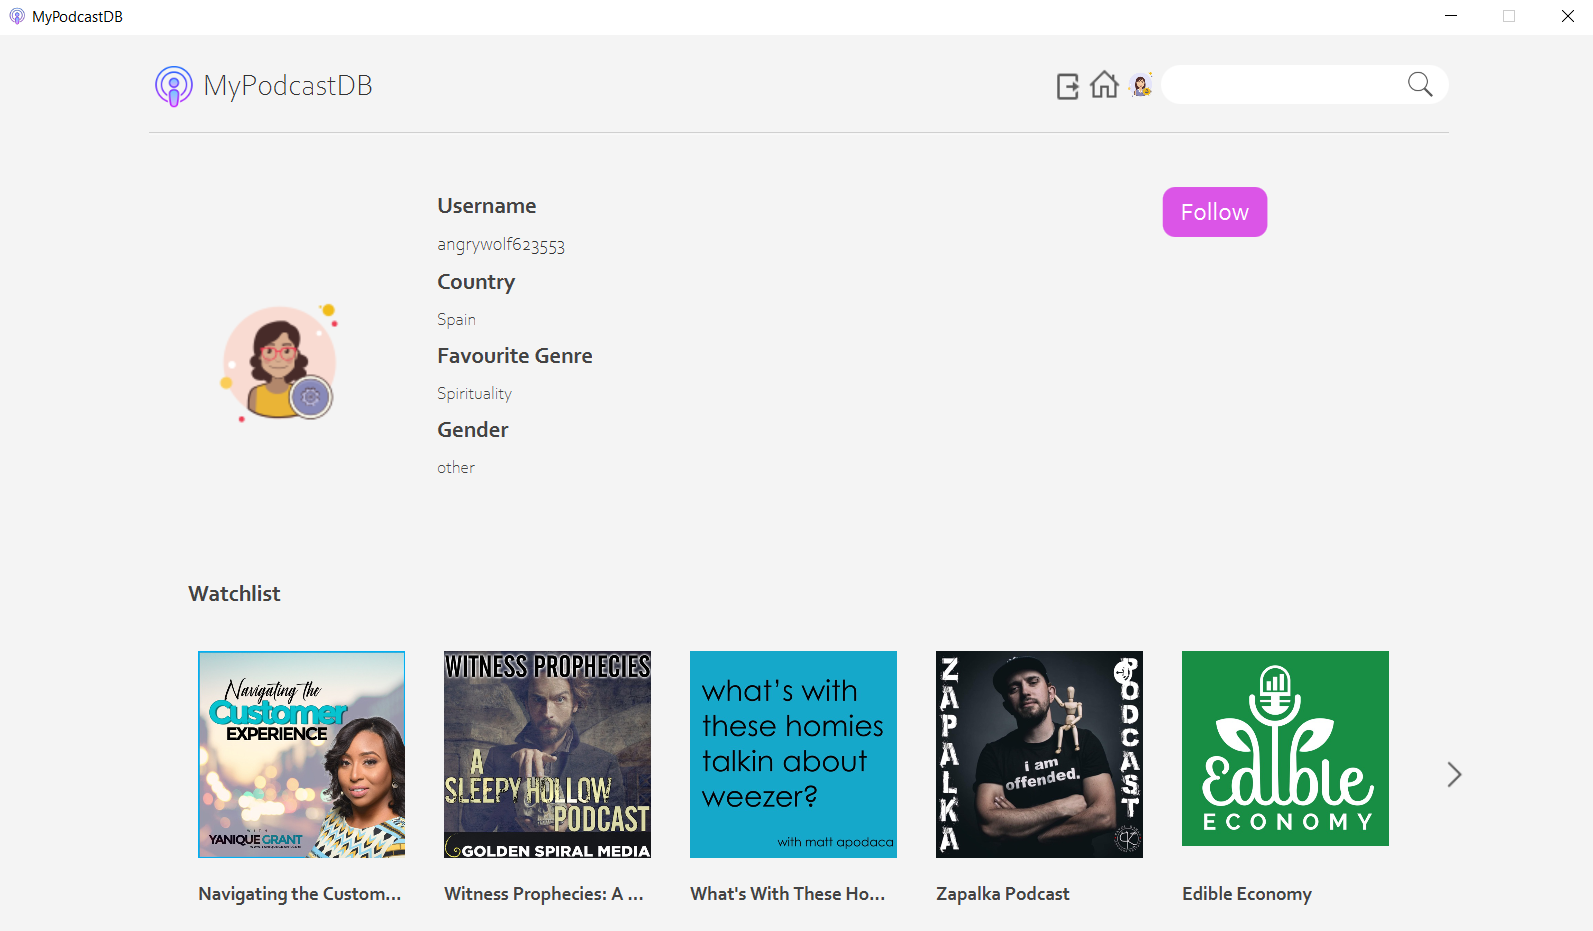 MyPodcastDB
MyPodcastDB
Follow
Username
angrywolf623553
Country
Spain
Favourite Genre
Spirituality
Gender
other
Watchlist
Navigating the
Customer
EXPERIENCE
WITH
YANIQUE GRANT
WITNESS PROPHECIES
A
SLEEPY HOLLOW
PODCAST
GOLDEN SPIRAL MEDIA
what's with
these homies
talkin about
weezer?
with matt apodaca
ZAPALKA
PODCAST
i am
offended.
Edible
ECONOMY
Navigating the Custom...
Witness Prophecies: A ...
What's With These Ho...
Zapalka Podcast
Edible Economy